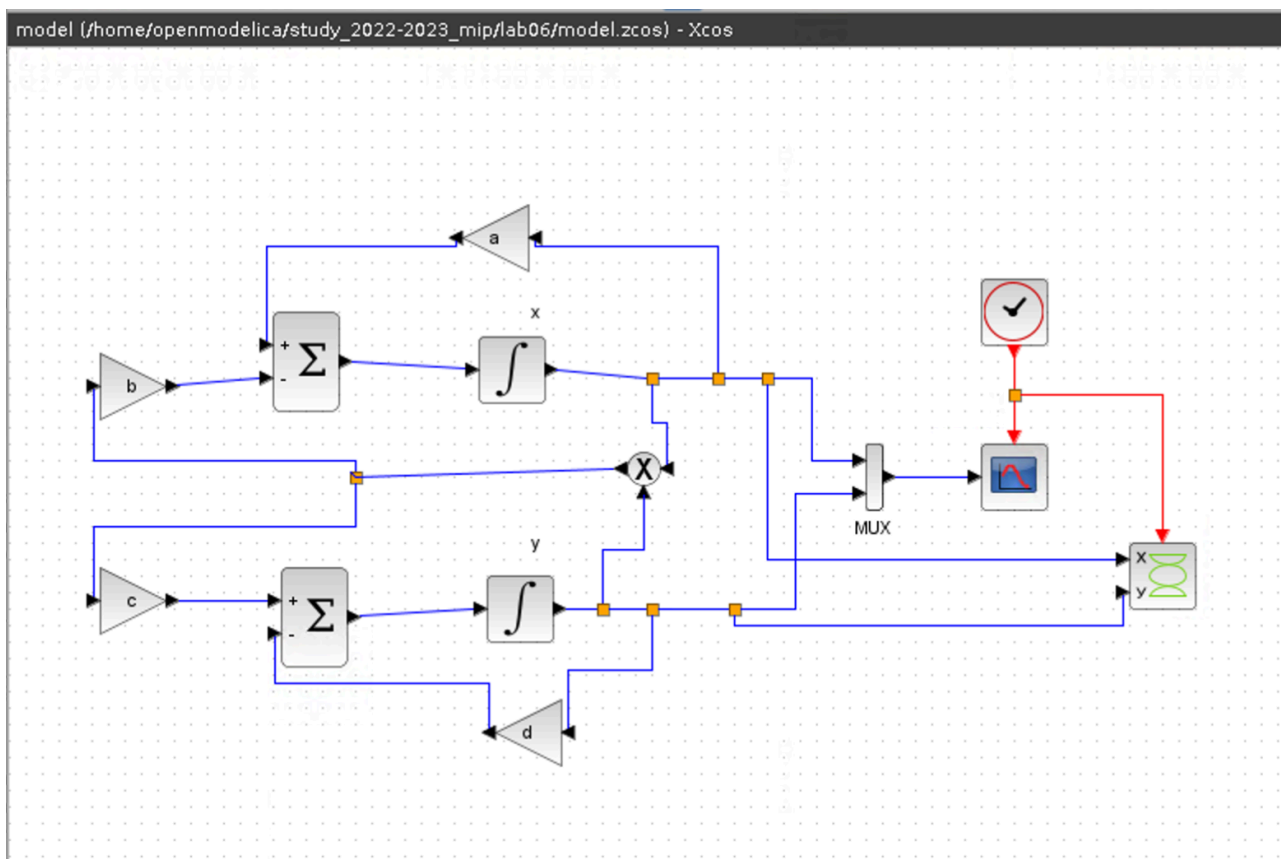 model (/home/openmodelica/study_2022-2023_mip/lab06/model.zcos) - Xcos
a
x
+
Σ
-
∫
b
X
y
MUX
X
y
c
+
Σ
-
∫
d